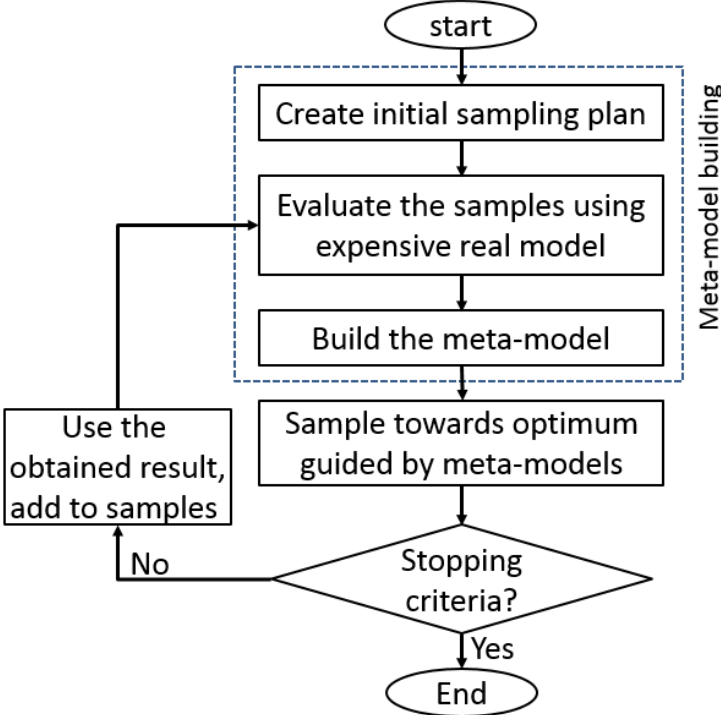 start
Create initial sampling plan
Evaluate the samples using
expensive real model
Build the meta-model
Meta-model building
Sample towards optimum
guided by meta-models
Use the
obtained result,
add to samples
Stopping
criteria?
No
Yes
End